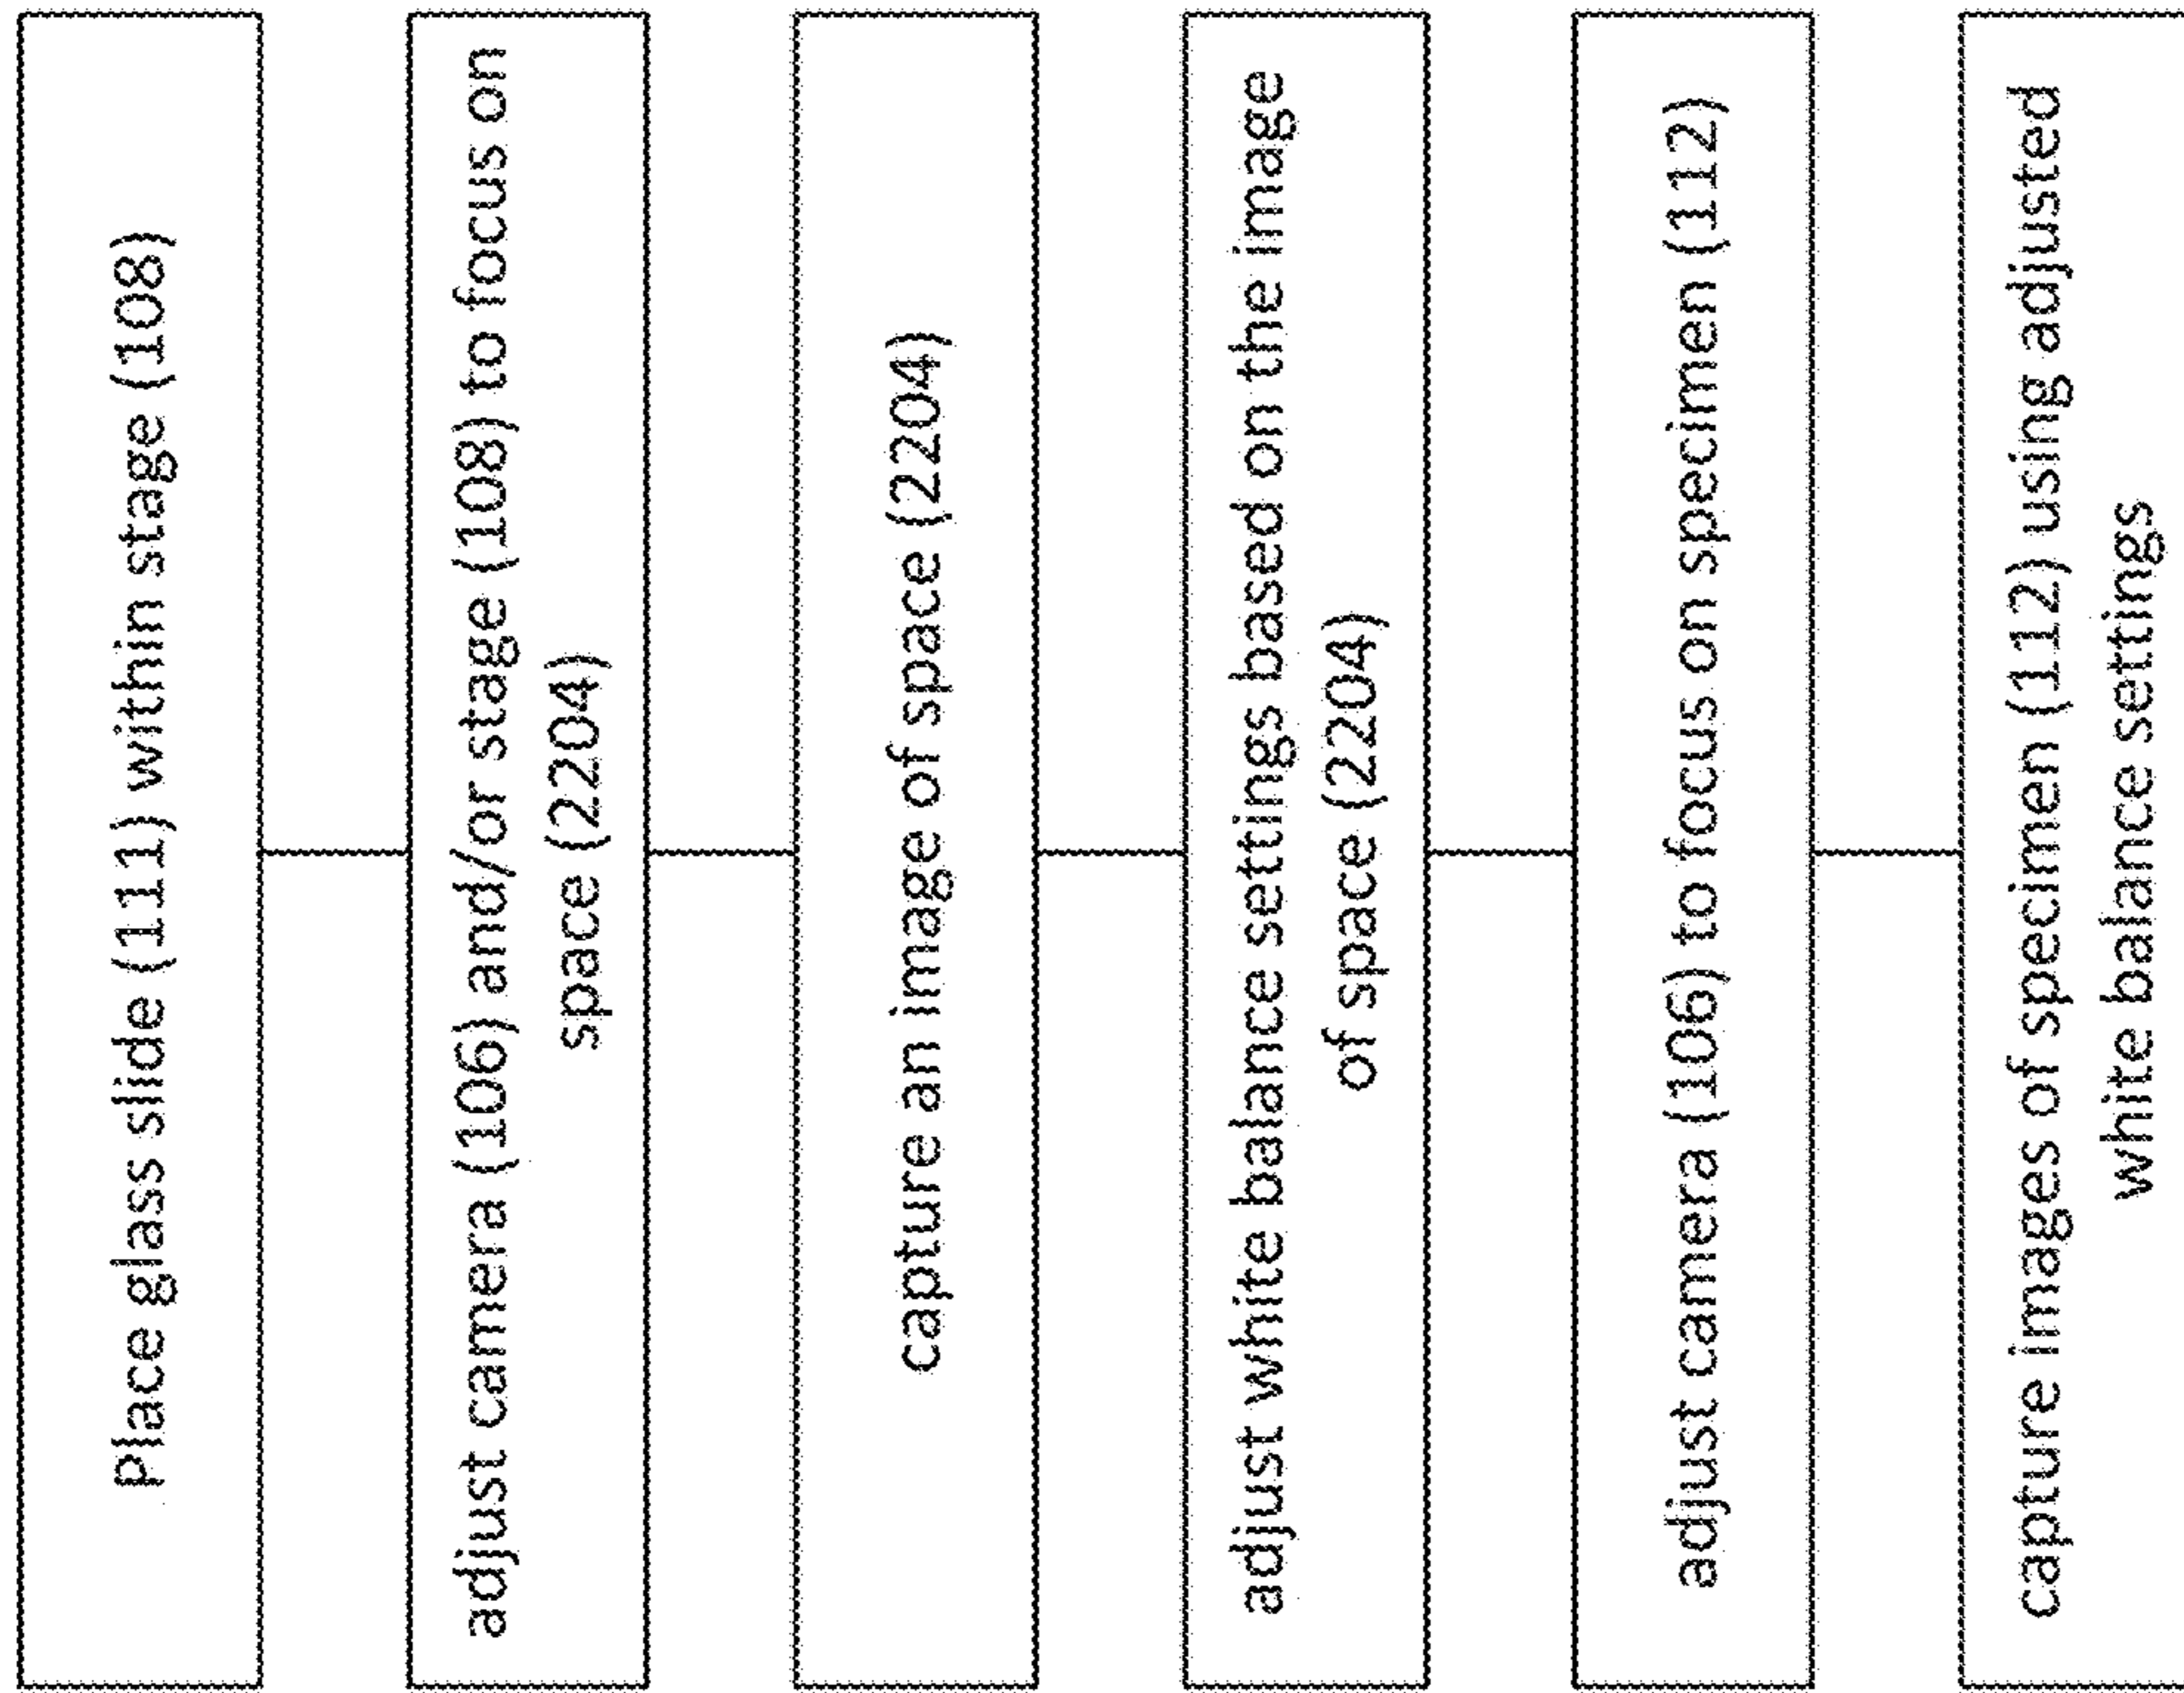 Place glass slide (111) within stage (108)
adjust camera (106) and/or stage (108) to focus on
space (2204)
capture an image of space (2204)
adjust white balance settings based on the image
of space (2204)
adjust camera (106) to focus on specimen (112)
capture images of specimen (112) using adjusted
white balance settings